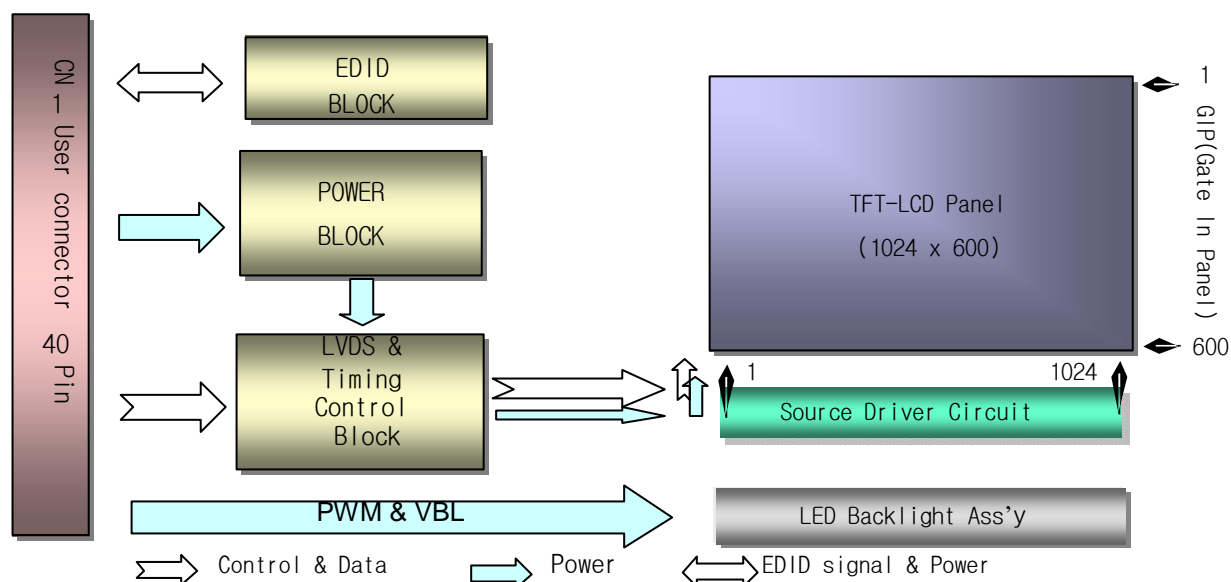 CN 1 User connector 40 Pin
EDID
BLOCK
POWER
BLOCK
LVDS &
Timing
Control
Block
TFT-LCD Panel
(1024 x 600)
1
GIP(Gate In Panel)
600
1
1024
Source Driver Circuit
PWM & VBL
LED Backlight Ass’y
Control & Data
Power
EDID signal & Power